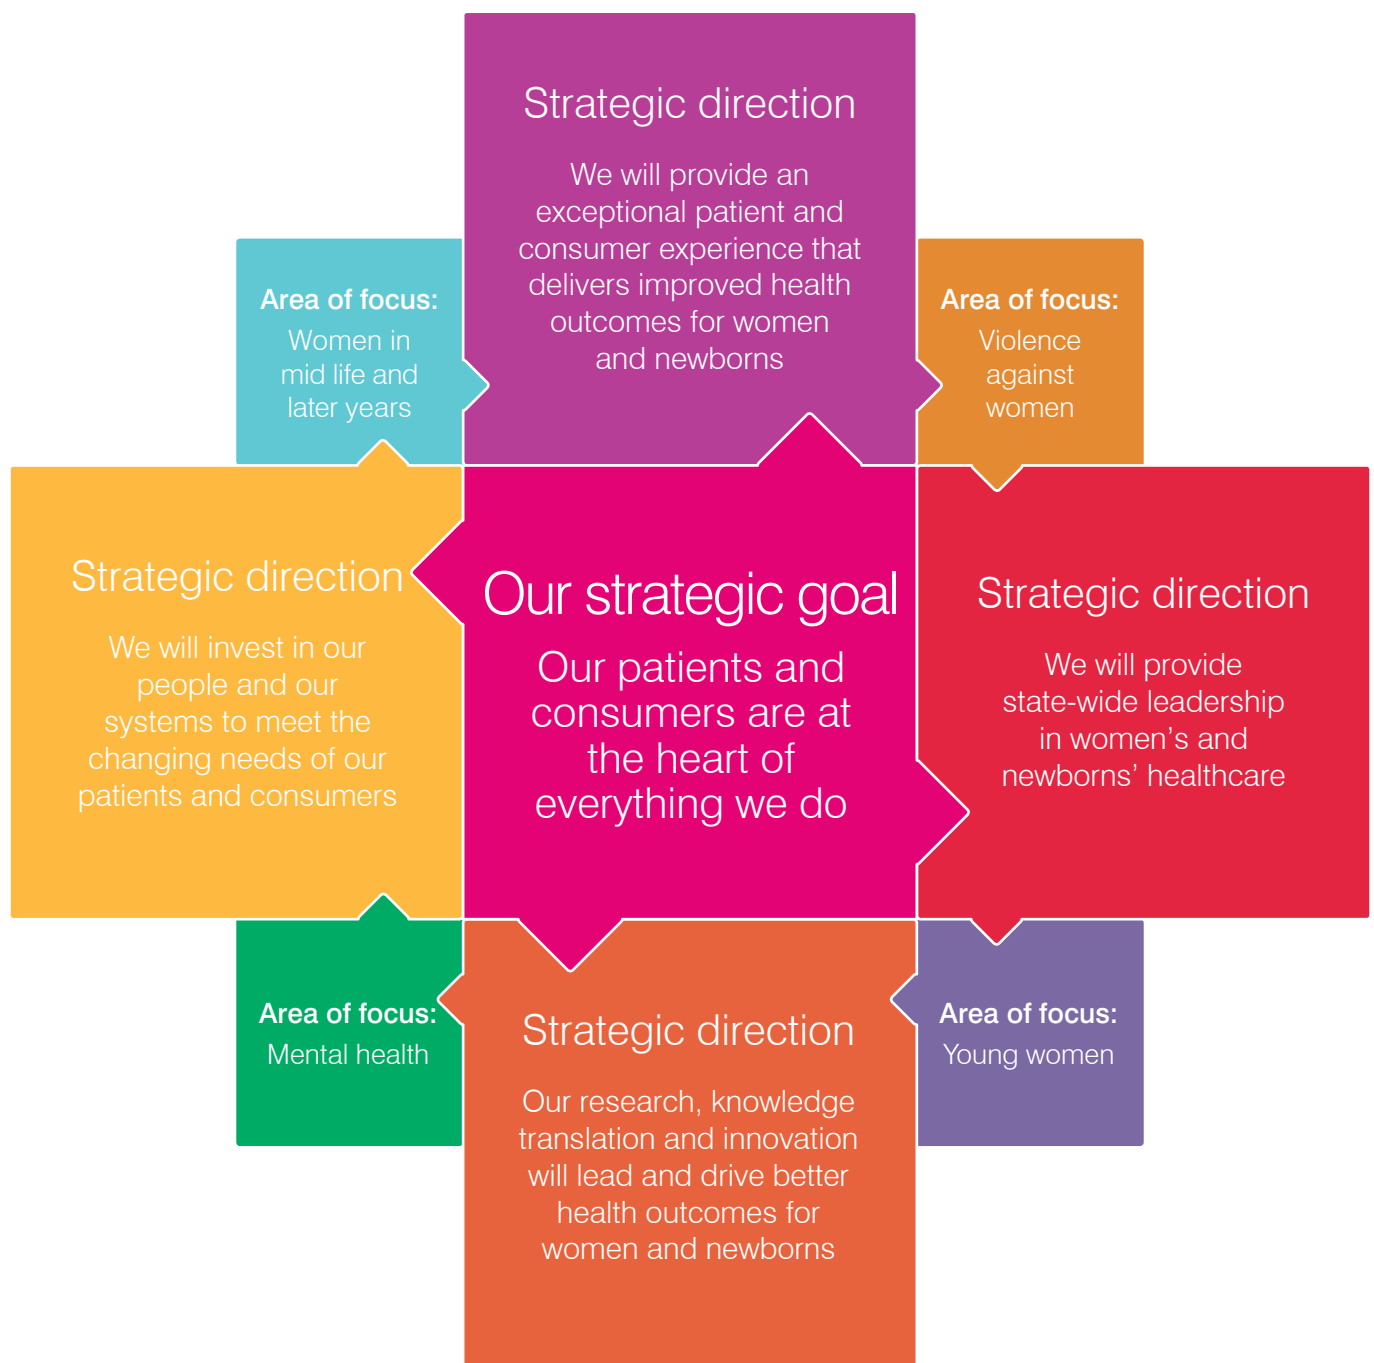 Strategic direction
We will provide an
exceptional patient and
consumer experience that
delivers improved health
outcomes for women
and newborns
Area of focus:
Women in
mid life and
later years
Area of focus:
Violence
against
women
Strategic direction
We will invest in our
people and our
systems to meet the
changing needs of our
patients and consumers
Our strategic goal
Our patients and
consumers are at
the heart of
everything we do
Strategic direction
We will provide
state-wide leadership
in women’s and
newborns’ healthcare
Area of focus:
Mental health
Strategic direction
Our research, knowledge
translation and innovation
will lead and drive better
health outcomes for
women and newborns
Area of focus:
Young women